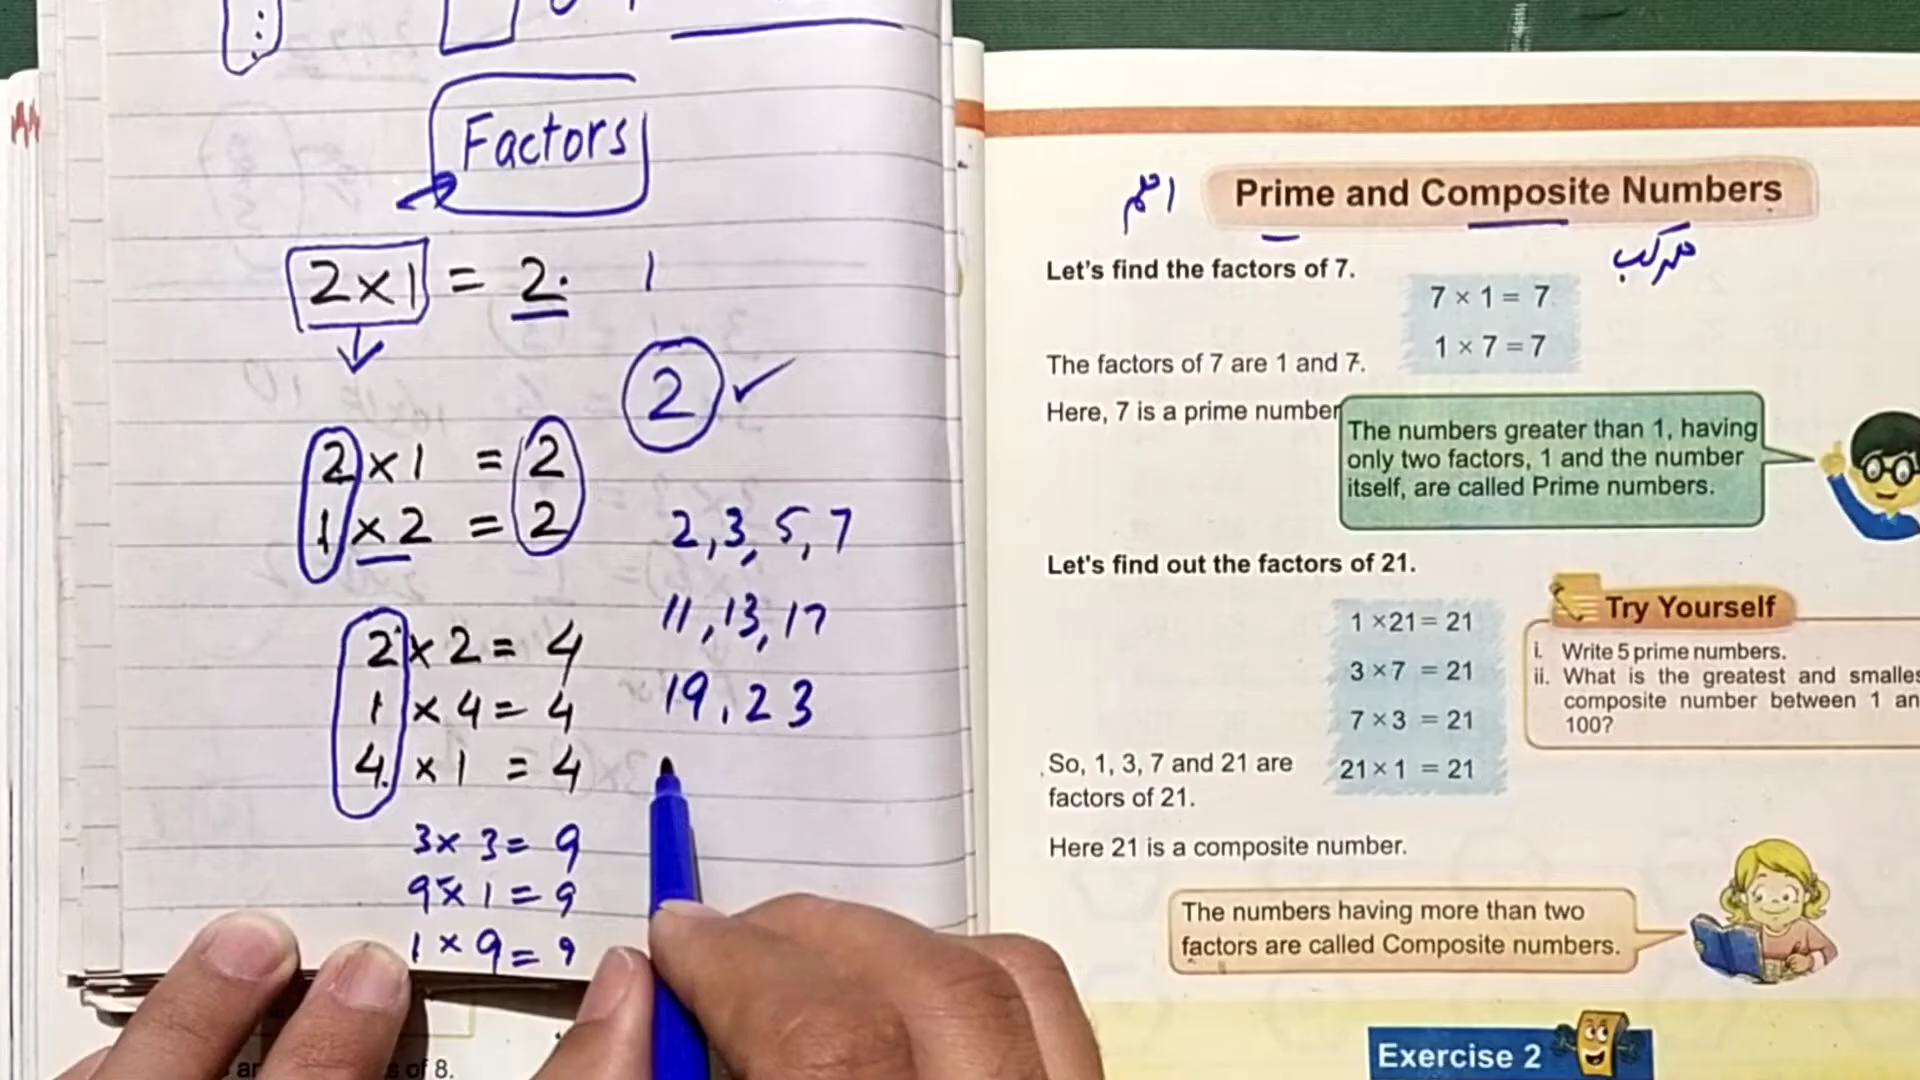 Factors
2×1 = 2. 1
2
2×1 = 2
1×2 = 2
2, 3, 5, 7
11, 13, 17
19, 23
2×2 = 4
1×4 = 4
4×1 = 4
3×3 = 9
9×1 = 9
1×9 = 9
of 8.
Prime and Composite Numbers
مرکب
Let's find the factors of 7.
7 × 1 = 7
1 × 7 = 7
The factors of 7 are 1 and 7.
Here, 7 is a prime number
The numbers greater than 1, having
only two factors, 1 and the number
itself, are called Prime numbers.
Let's find out the factors of 21.
1 ×21= 21
3 ×7 = 21
7 ×3 = 21
21×1 = 21
So, 1, 3, 7 and 21 are
factors of 21.
Here 21 is a composite number.
Try Yourself
i. Write 5 prime numbers.
ii. What is the greatest and smalles
composite number between 1 an
100?
The numbers having more than two
factors are called Composite numbers.
Exercise 2